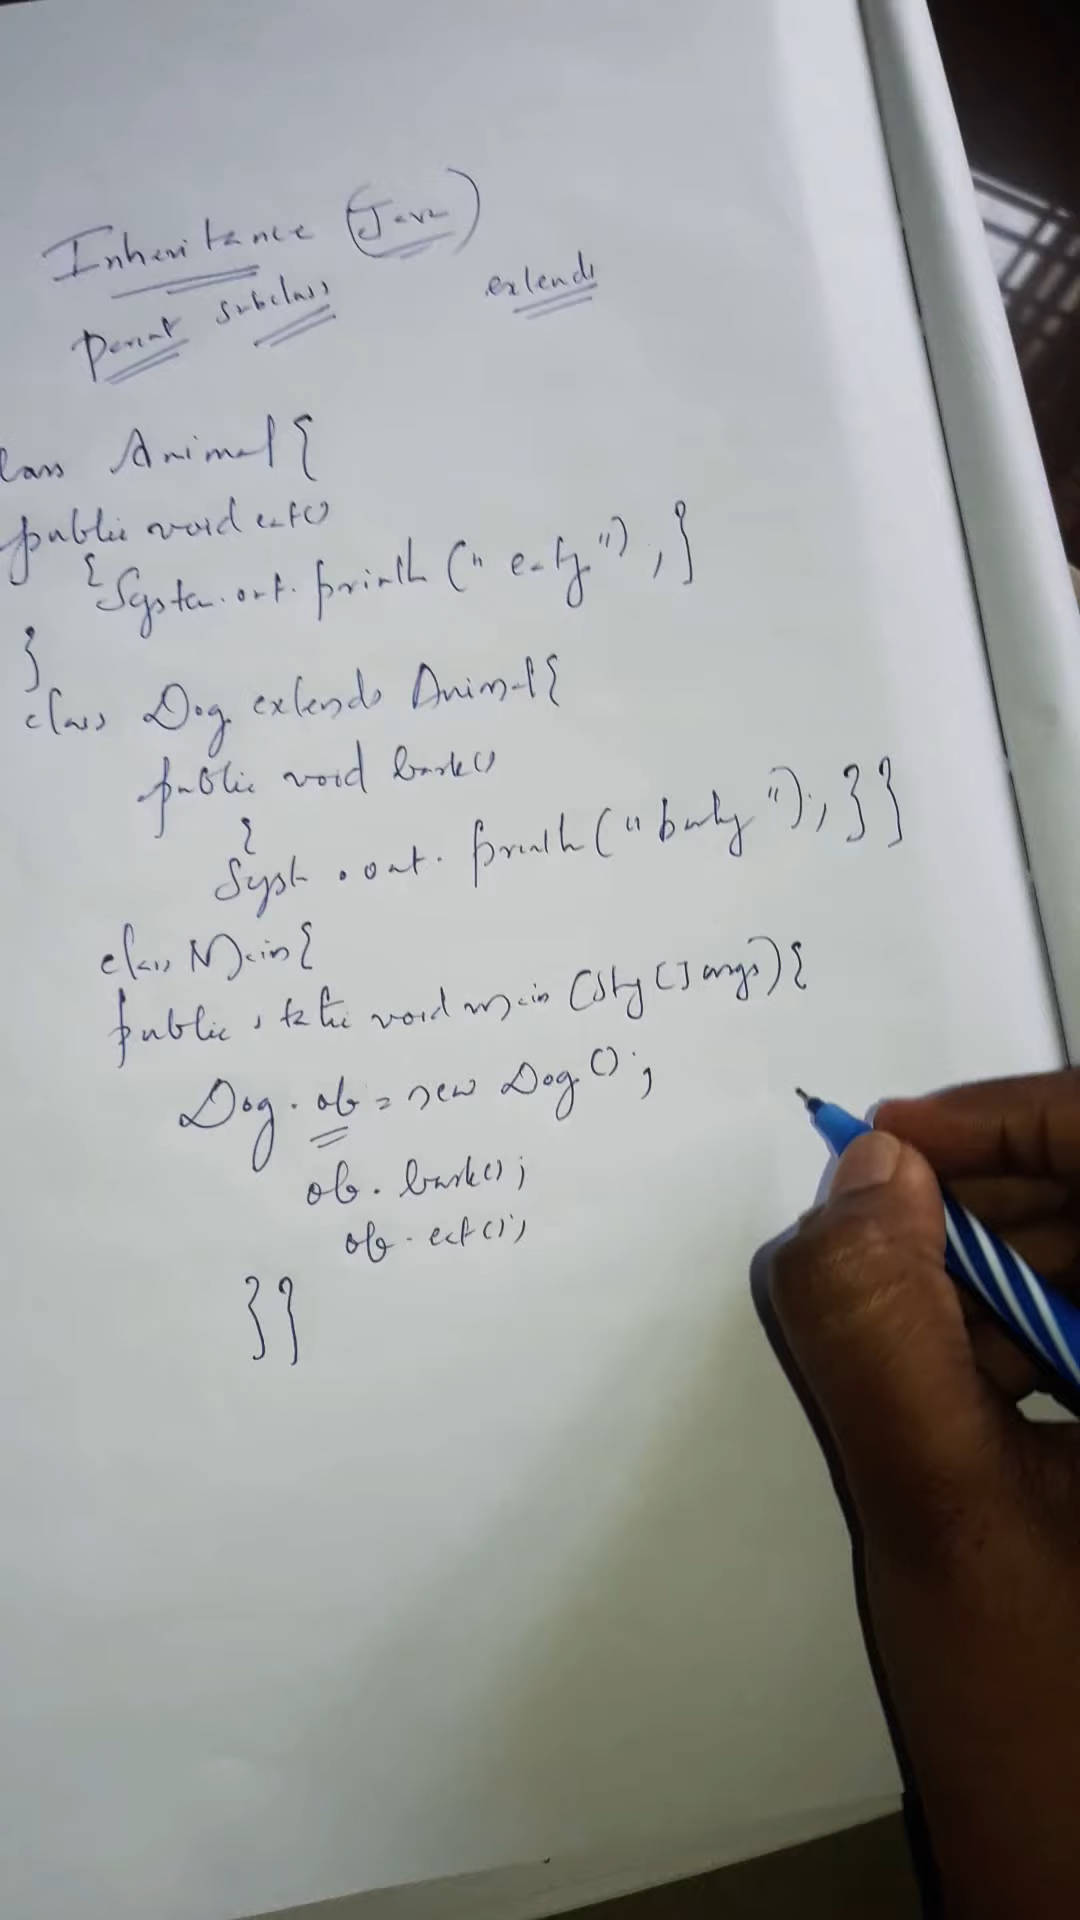 Inheritance (Java)
Parent subclass extends
class Animal {
public void eat()
{ System.out.println ("eating"); }
}
class Dog extends Animal {
public void bark()
{
System.out.println("barking"); } }
class Main {
public static void main (String [] args) {
Dog ob = new Dog ();
ob. bark();
ob. eat();
} }